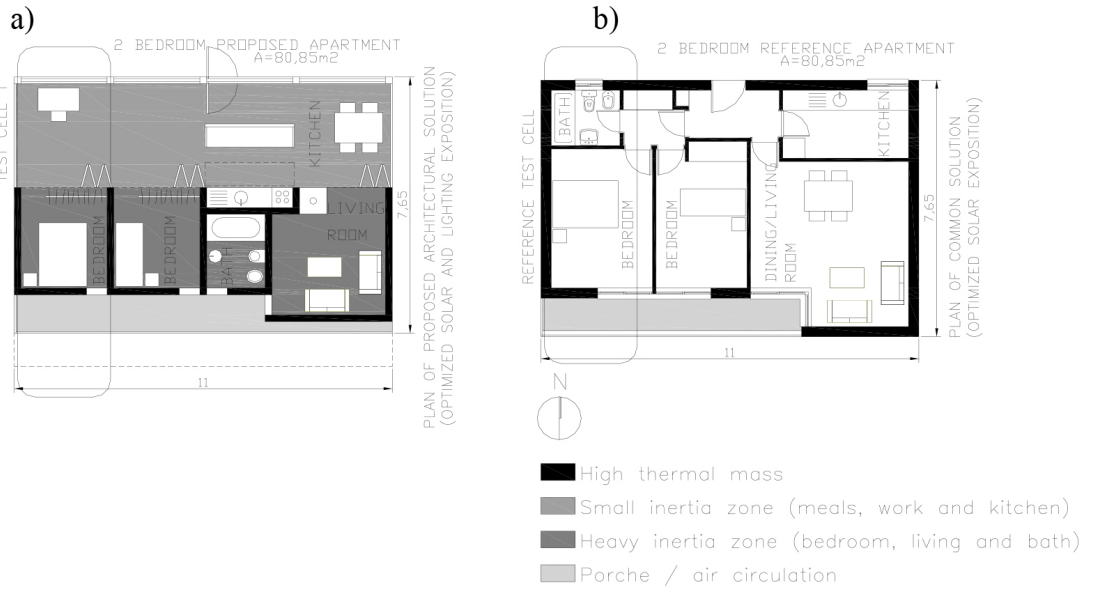 a)
2 BEDROOM PROPOSED APARTMENT
A=80,85m2
TEST CELL
KITCHEN
BEDROOM
BEDROOM
BATH
LIVING
ROOM
7,65
11
PLAN OF PROPOSED ARCHITECTURAL SOLUTION
(OPTIMIZED SOLAR AND LIGHTING EXPOSITION)
b)
2 BEDROOM REFERENCE APARTMENT
A=80,85m2
REFERENCE TEST CELL
BATH
KITCHEN
BEDROOM
BEDROOM
DINING/LIVING
ROOM
7,65
11
PLAN OF COMMON SOLUTION
(OPTIMIZED SOLAR EXPOSITION)
N
High thermal mass
Small inertia zone (meals, work and kitchen)
Heavy inertia zone (bedroom, living and bath)
Porche / air circulation